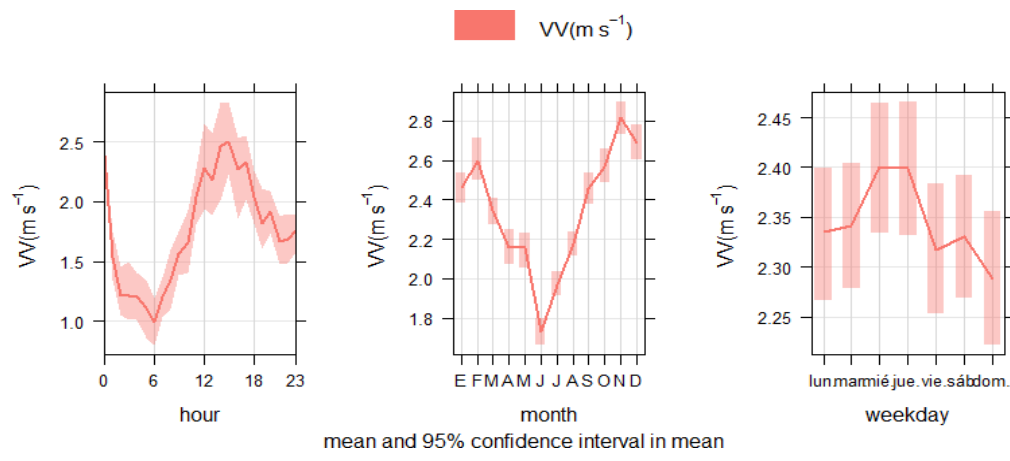 VV(m s⁻¹)
VV(m s⁻¹)
2.5
2.0
1.5
1.0
0 6 12 18 23
hour
VV(m s⁻¹)
2.8
2.6
2.4
2.2
2.0
1.8
E F M A M J J A S O N D
month
VV(m s⁻¹)
2.45
2.40
2.35
2.30
2.25
lun. mar. mié. jue. vie. sáb. dom.
weekday
mean and 95% confidence interval in mean